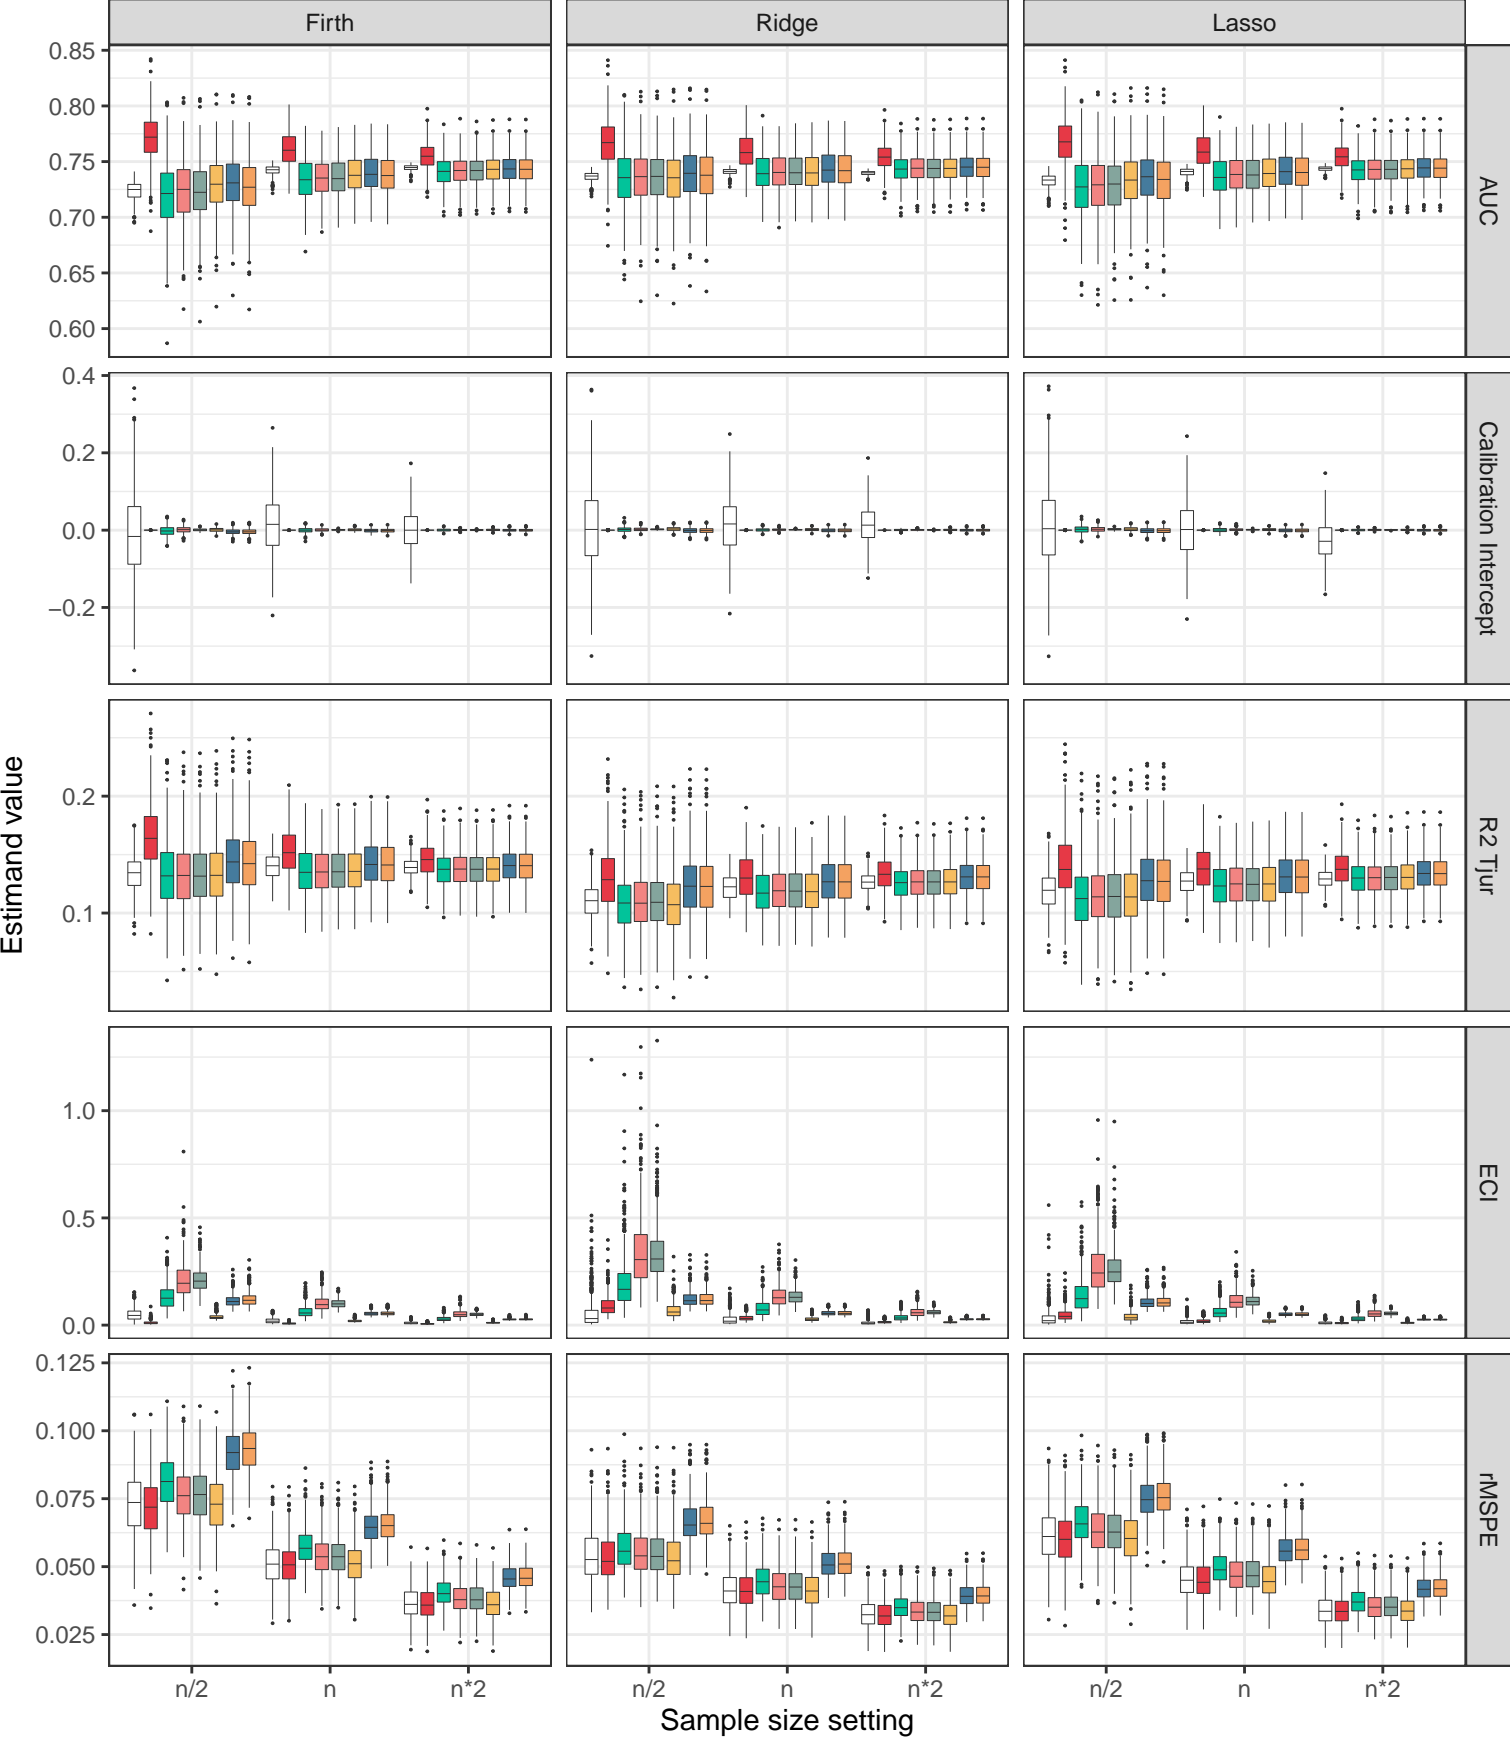 Firth
Ridge
Lasso
0.85
0.80
0.75
0.70
0.65
0.60
AUC
0.4
0.2
0.0
−0.2
Calibration Intercept
0.2
0.1
R2 Tjur
Estimand value
1.0
0.5
0.0
ECI
0.125
0.100
0.075
0.050
0.025
rMSPE
n/2
n
n*2
n/2
n
n*2
n/2
n
n*2
Sample size setting